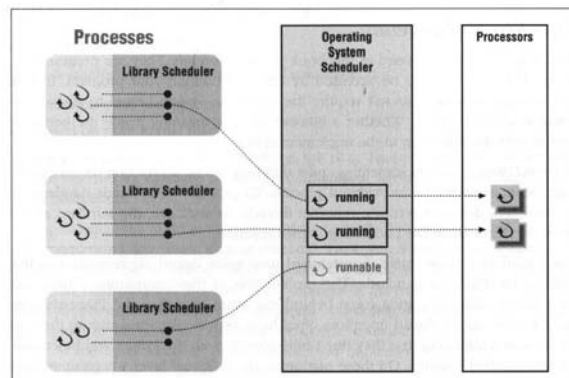 Processes
Library Scheduler
Library Scheduler
Library Scheduler
Operating
System
Scheduler
running
running
runnable
Processors